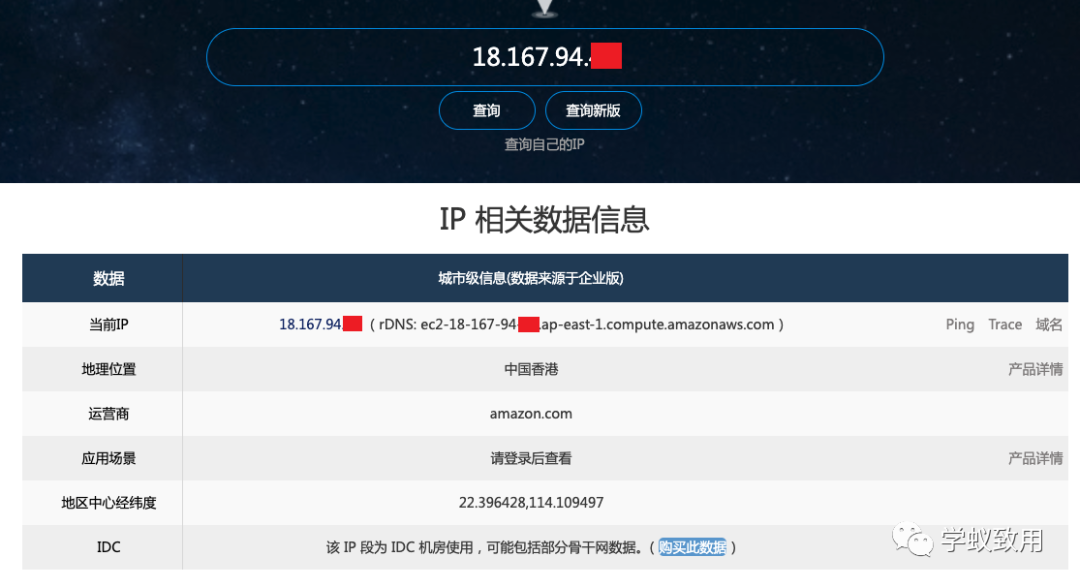 18.167.94.
查询 查询新版
查询自己的IP
IP 相关数据信息
数据 城市级信息(数据来源于企业版)
当前IP 18.167.94. ( rDNS: ec2-18-167-94- .ap-east-1.compute.amazonaws.com ) Ping Trace 域名
地理位置 中国香港 产品详情
运营商 amazon.com
应用场景 请登录后查看 产品详情
地区中心经纬度 22.396428,114.109497
IDC 该 IP 段为 IDC 机房使用，可能包括部分骨干网数据。( 购买此数据 )
学蚁致用